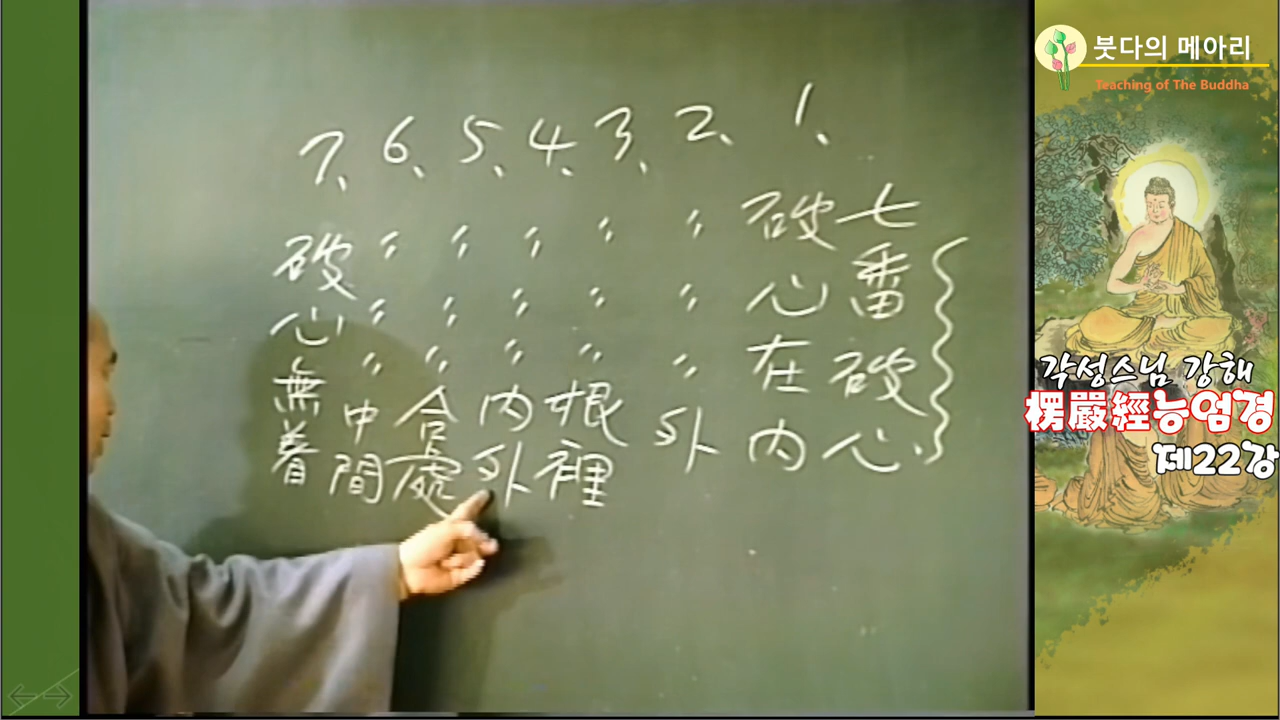 七番破心
1、破心在內
2、〃〃〃外
3、〃〃〃根裡
4、〃〃〃內外
5、〃〃〃合處
6、〃〃〃中間
7、破心無着
붓다의 메아리
Teaching of The Buddha
각성스님 강해
楞嚴經능엄경
제22강